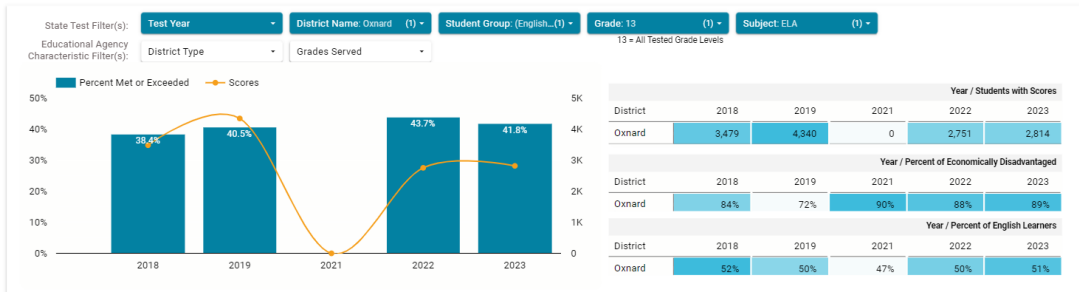 State Test Filter(s):
Test Year
District Name: Oxnard (1)
Student Group: (English... (1)
Grade: 13 (1)
Subject: ELA (1)
13 = All Tested Grade Levels
Educational Agency
Characteristic Filter(s):
District Type
Grades Served
Percent Met or Exceeded
Scores
50%
40%
30%
20%
10%
0%
5K
4K
3K
2K
1K
0
38.4%
40.5%
43.7%
41.8%
2018 2019 2021 2022 2023
Year / Students with Scores
District 2018 2019 2021 2022 2023
Oxnard 3,479 4,340 0 2,751 2,814
Year / Percent of Economically Disadvantaged
District 2018 2019 2021 2022 2023
Oxnard 84% 72% 90% 88% 89%
Year / Percent of English Learners
District 2018 2019 2021 2022 2023
Oxnard 52% 50% 47% 50% 51%